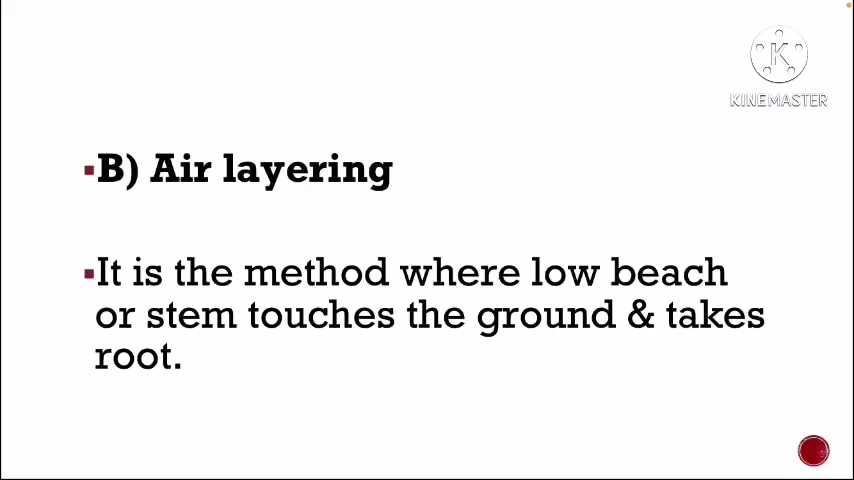 K
KINEMASTER
B) Air layering
It is the method where low beach
or stem touches the ground & takes
root.